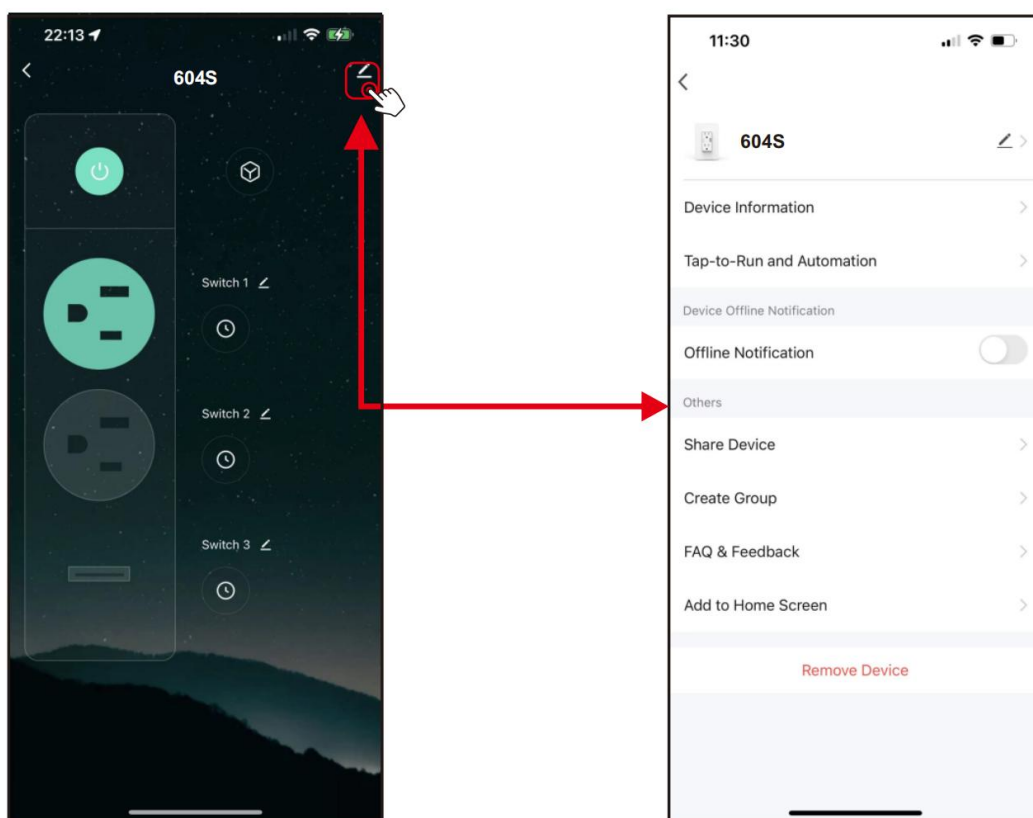 22:13
604S
Switch 1
Switch 2
Switch 3
11:30
604S
Device Information
Tap-to-Run and Automation
Device Offline Notification
Offline Notification
Others
Share Device
Create Group
FAQ & Feedback
Add to Home Screen
Remove Device